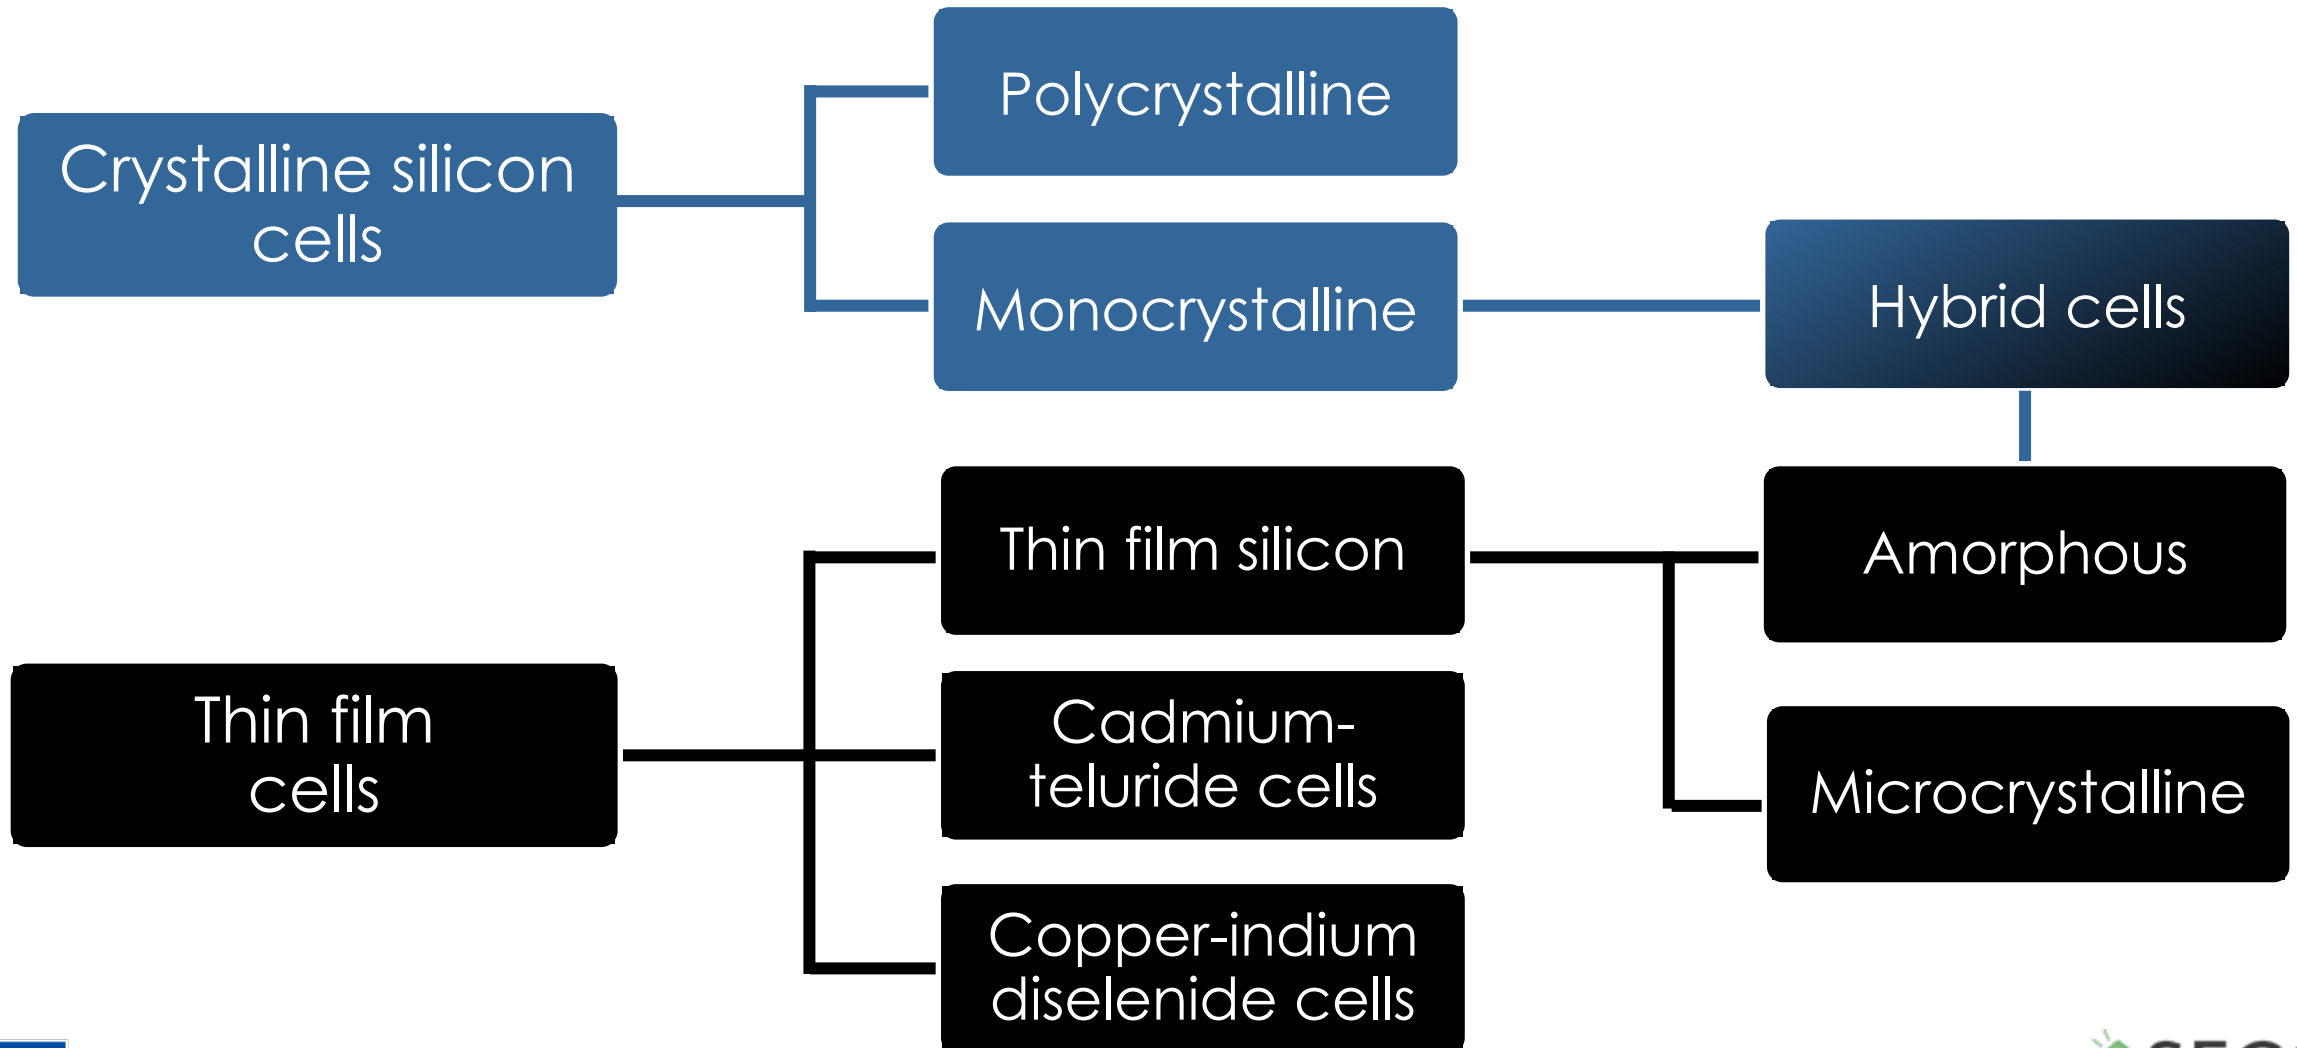 Polycrystalline
Crystalline silicon
cells
Monocrystalline
Hybrid cells
Thin film silicon
Amorphous
Thin film
cells
Cadmium-
teluride cells
Microcrystalline
Copper-indium
diselenide cells